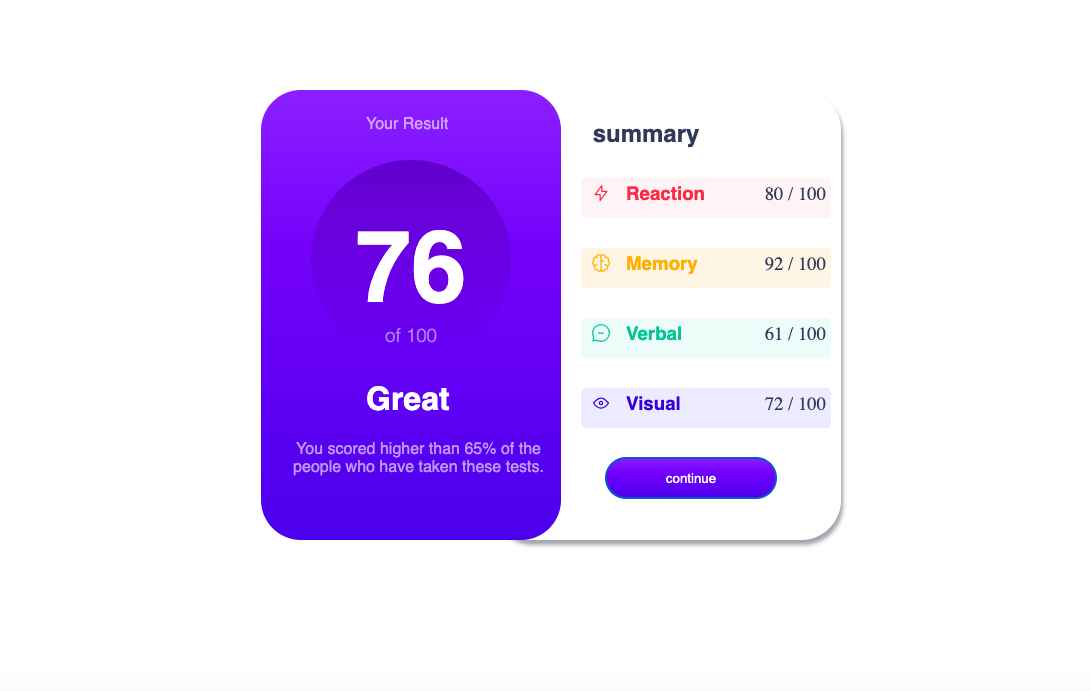 Your Result
76
of 100
Great
You scored higher than 65% of the
people who have taken these tests.
summary
Reaction 80 / 100
Memory 92 / 100
Verbal 61 / 100
Visual 72 / 100
continue